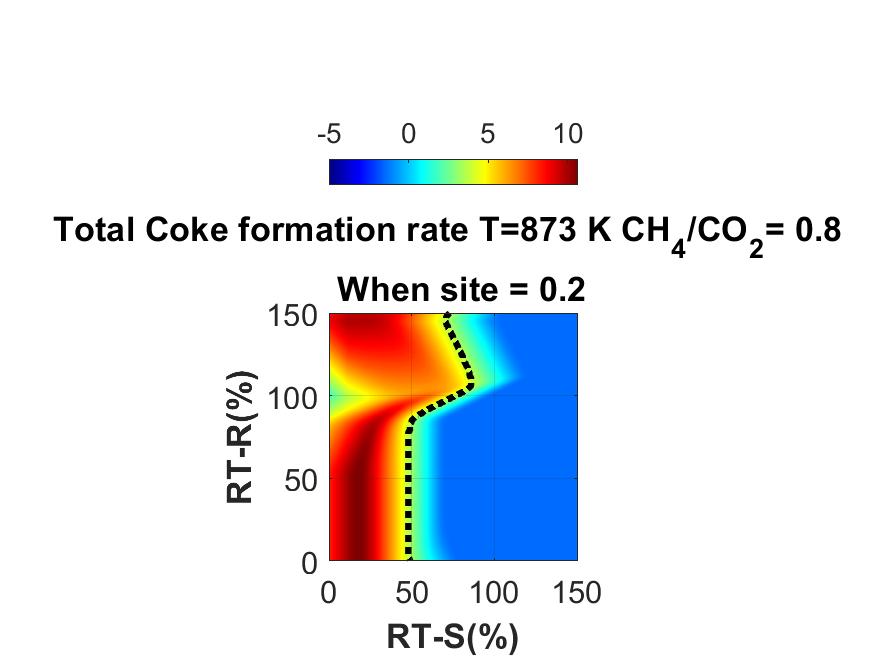 -5 0 5 10
Total Coke formation rate T=873 K CH4/CO2= 0.8
When site = 0.2
150
100
50
0
RT-R(%)
0 50 100 150
RT-S(%)